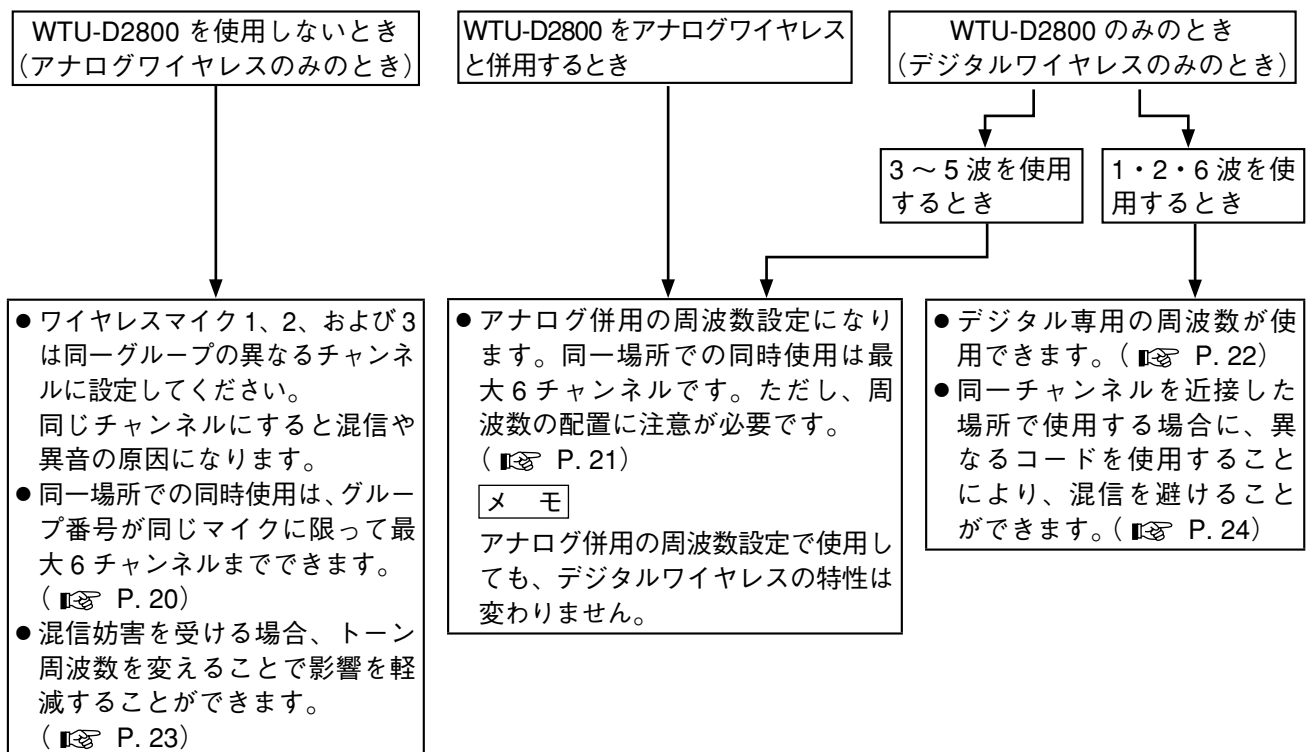 WTU-D2800 を使用しないとき
（アナログワイヤレスのみのとき）
WTU-D2800 をアナログワイヤレス
と併用するとき
WTU-D2800 のみのとき
（デジタルワイヤレスのみのとき）
3 ～ 5 波を使用
するとき
1・2・6 波を使
用するとき
● ワイヤレスマイク 1、2、および 3
は同一グループの異なるチャンネ
ルに設定してください。
同じチャンネルにすると混信や
異音の原因になります。
● 同一場所での同時使用は、グルー
プ番号が同じマイクに限って最
大 6 チャンネルまでできます。
（☞ P. 20）
● 混信妨害を受ける場合、トーン
周波数を変えることで影響を軽
減することができます。
（☞ P. 23）
● アナログ併用の周波数設定になり
ます。同一場所での同時使用は最
大 6 チャンネルです。ただし、周
波数の配置に注意が必要です。
（☞ P. 21）
メ モ
アナログ併用の周波数設定で使用し
ても、デジタルワイヤレスの特性は
変わりません。
● デジタル専用の周波数が使
用できます。（☞ P. 22）
● 同一チャンネルを近接した
場所で使用する場合に、異
なるコードを使用すること
により、混信を避けること
ができます。（☞ P. 24）